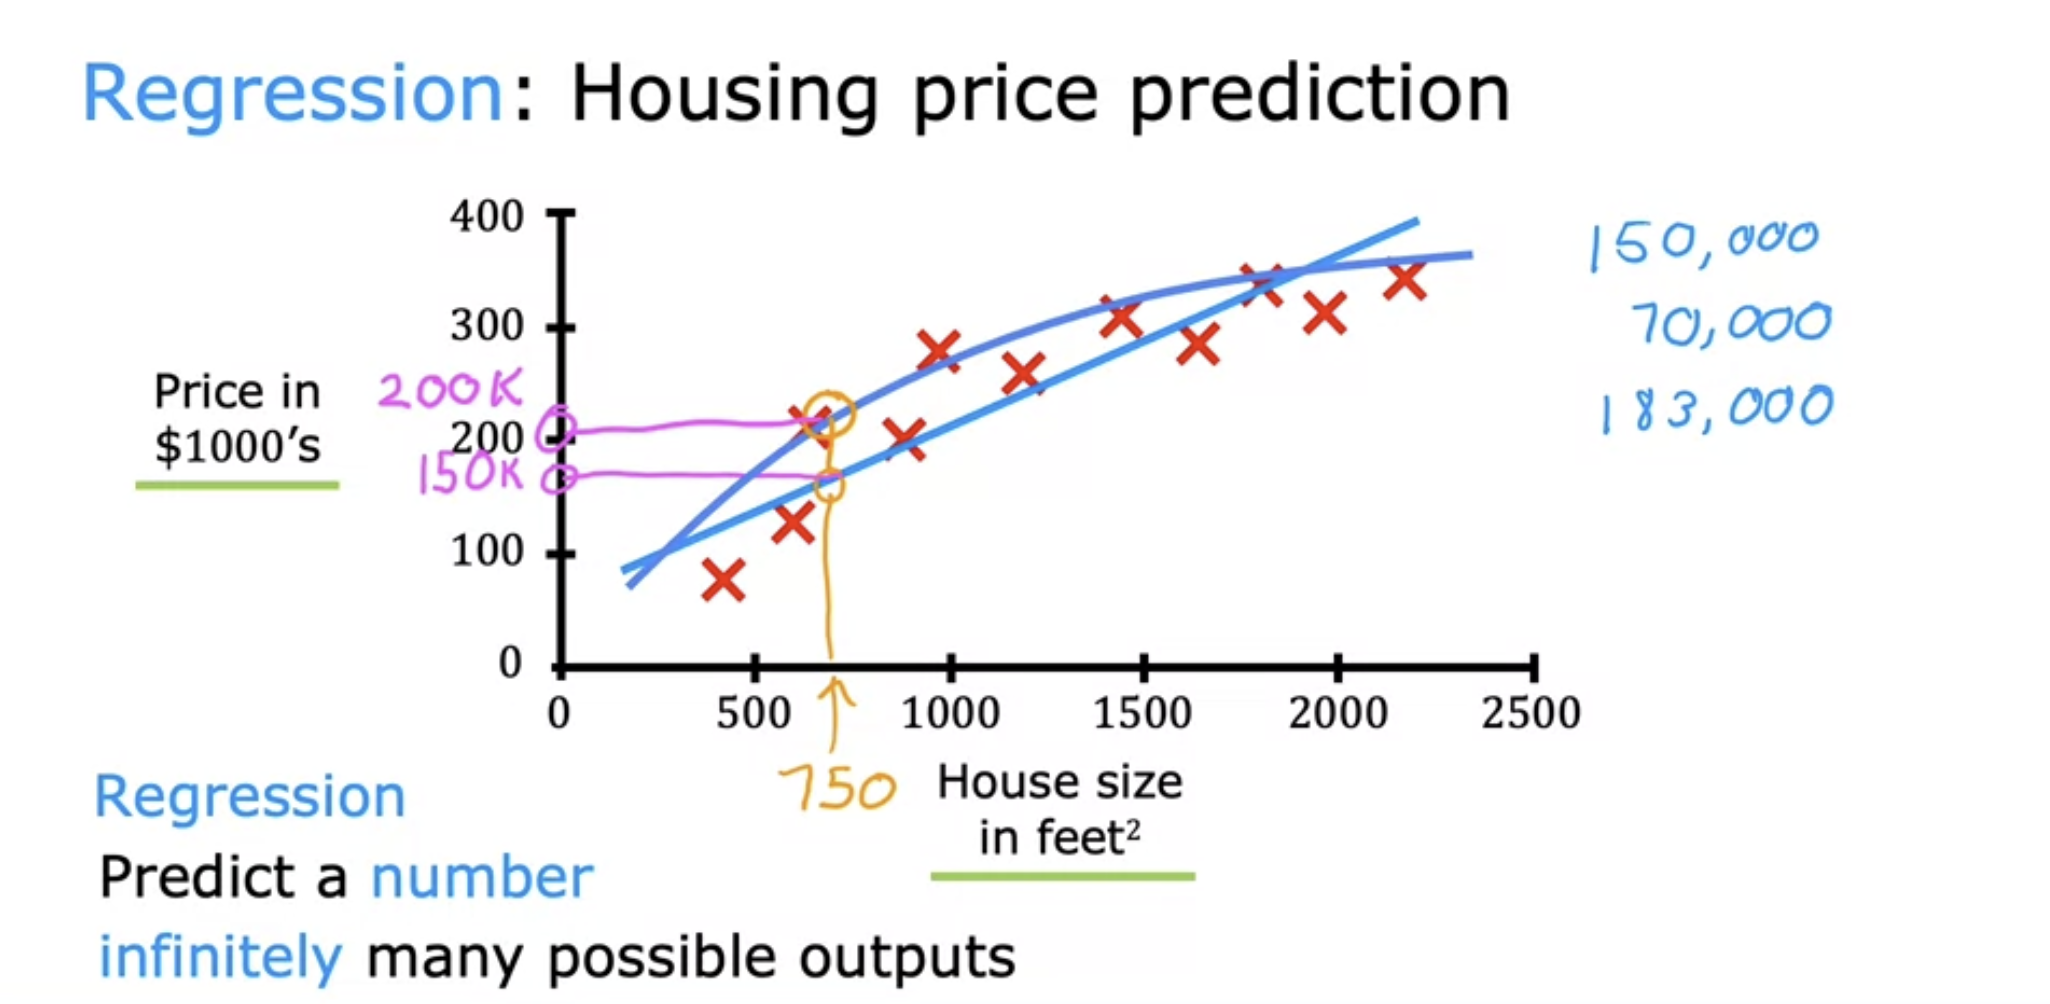 Regression: Housing price prediction
400
300
200
100
0
Price in
$1000's
200K
150K
150,000
70,000
183,000
0 500 1000 1500 2000 2500
750
House size
in feet²
Regression
Predict a number
infinitely many possible outputs